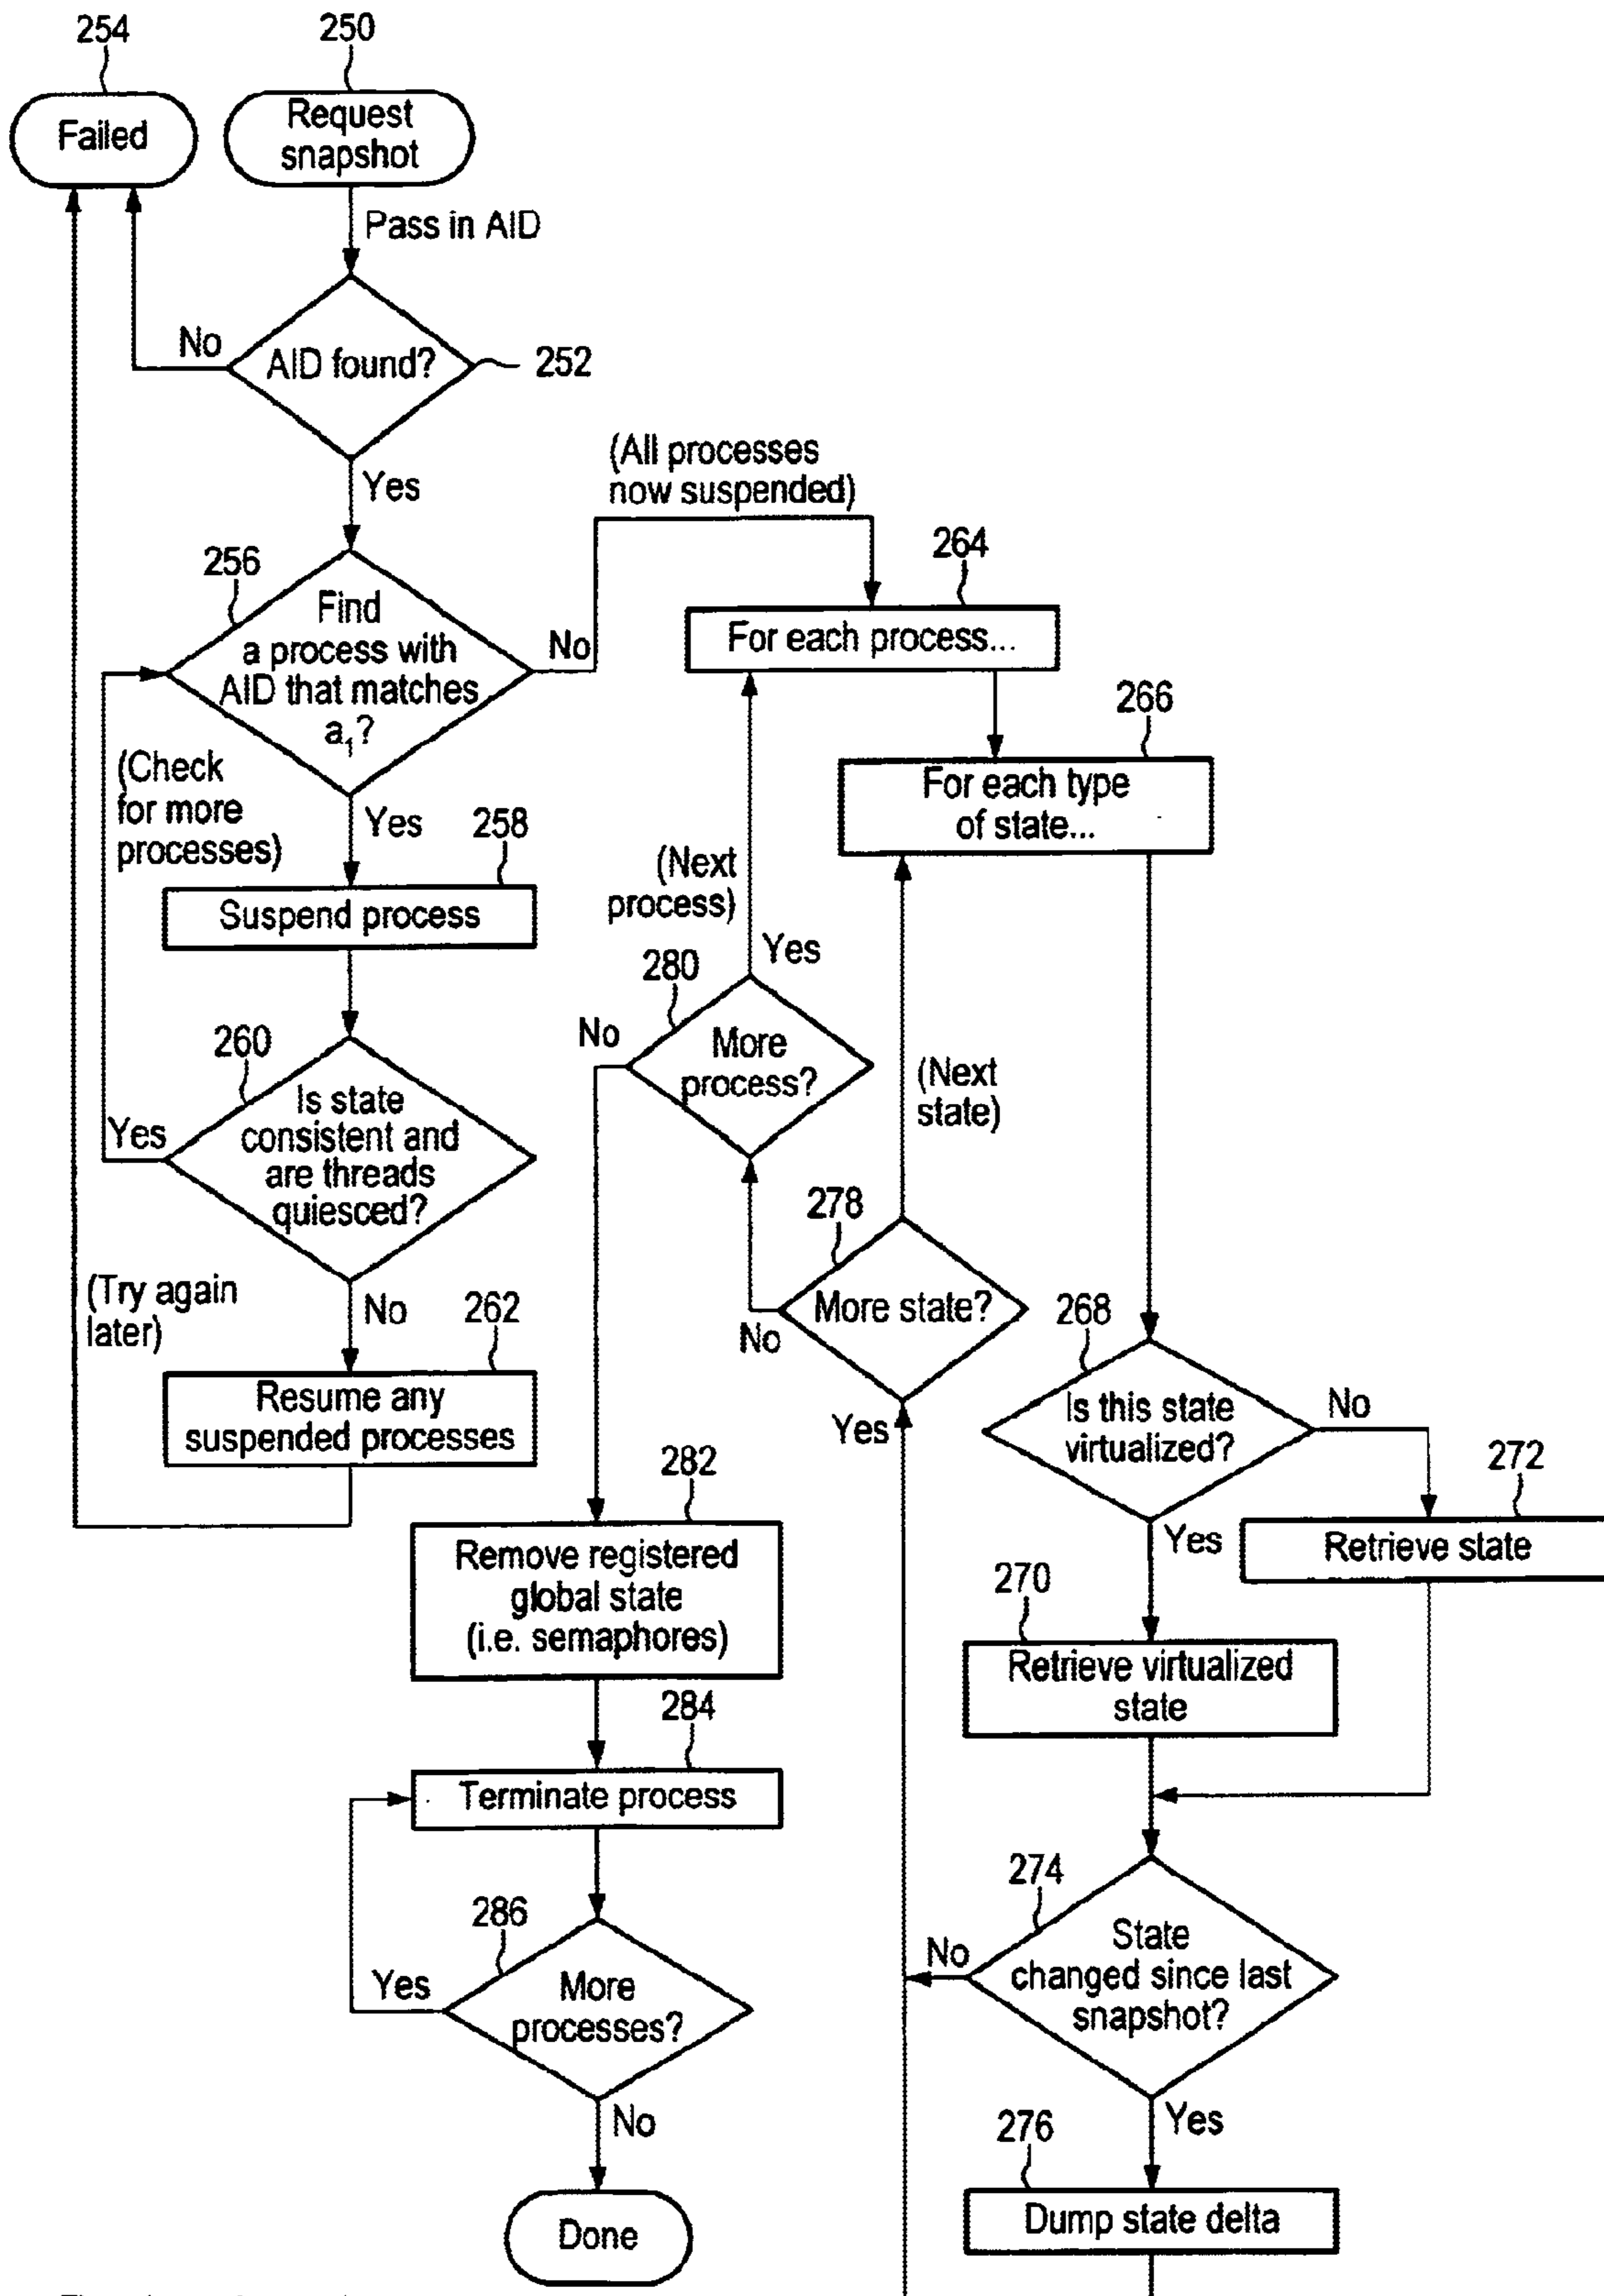 254
250
Failed
Request
snapshot
Pass in AID
No
AID found?
252
Yes
(All processes
now suspended)
256
Find
a process with
AID that matches
a₁?
No
264
For each process...
266
For each type
of state...
(Check
for more
processes)
Yes
258
Suspend process
(Next
process)
Yes
280
No
More
process?
(Next
state)
260
Is state
consistent and
are threads
quiesced?
Yes
278
More state?
No
Yes
(Try again
later)
No
262
Resume any
suspended processes
268
Is this state
virtualized?
No
272
Retrieve state
Yes
270
Retrieve virtualized
state
282
Remove registered
global state
(i.e. semaphores)
284
Terminate process
274
State
changed since last
snapshot?
No
286
More
processes?
Yes
No
Yes
276
Dump state delta
Done